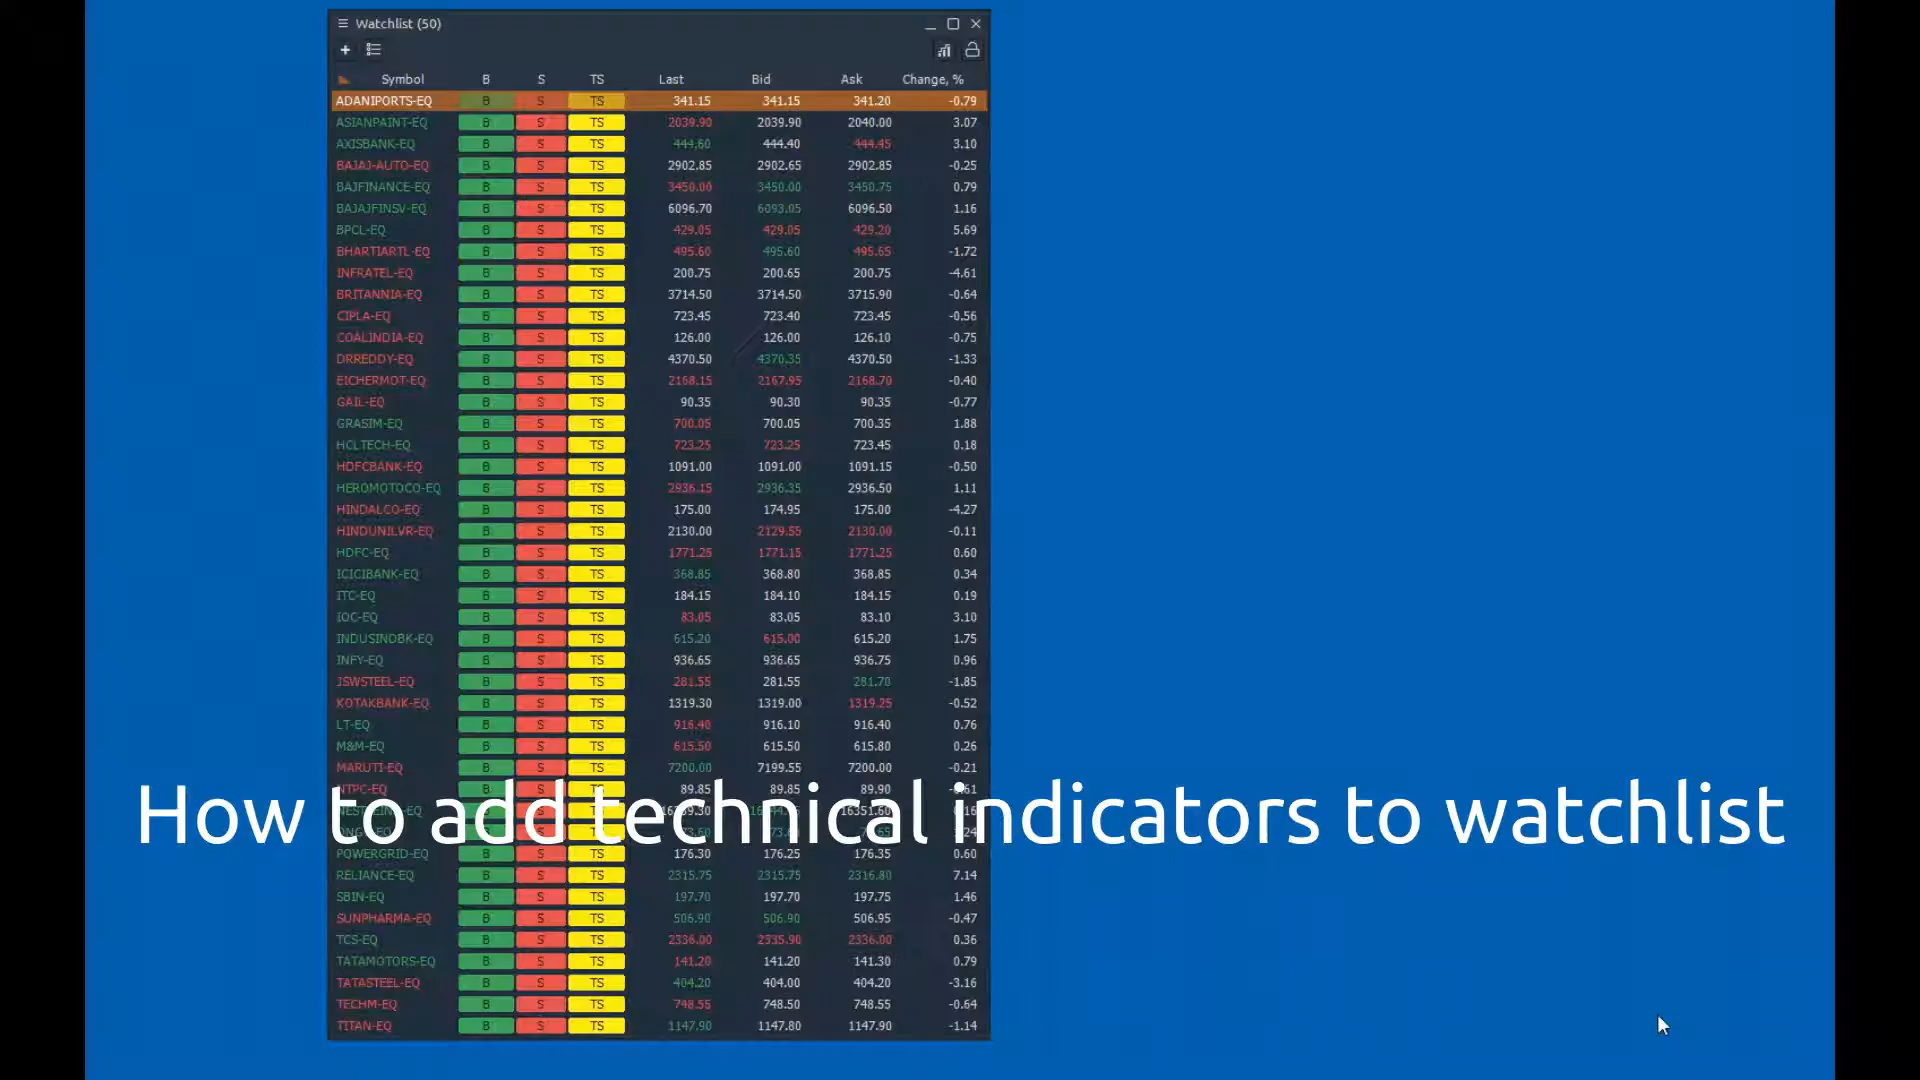 Watchlist (50)
Symbol B S TS Last Bid Ask Change, %
ADANIPORTS-EQ B S TS 341.15 341.15 341.20 -0.79
ASIANPAINT-EQ B S TS 2039.90 2039.90 2040.00 3.07
AXISBANK-EQ B S TS 444.60 444.40 444.45 3.10
BAJAJ-AUTO-EQ B S TS 2902.85 2902.65 2902.85 -0.25
BAJFINANCE-EQ B S TS 3450.00 3450.00 3450.75 0.79
BAJAJFINSV-EQ B S TS 6096.70 6093.05 6096.50 1.16
BPCL-EQ B S TS 429.05 429.05 429.20 5.69
BHARTIARTL-EQ B S TS 495.60 495.60 495.65 -1.72
INFRATEL-EQ B S TS 200.75 200.65 200.75 -4.61
BRITANNIA-EQ B S TS 3714.50 3714.50 3715.90 -0.64
CIPLA-EQ B S TS 723.45 723.40 723.45 -0.56
COALINDIA-EQ B S TS 126.00 126.00 126.10 -0.75
DRREDDY-EQ B S TS 4370.50 4370.35 4370.50 -1.33
EICHERMOT-EQ B S TS 2168.15 2167.95 2168.70 -0.40
GAIL-EQ B S TS 90.35 90.30 90.35 -0.77
GRASIM-EQ B S TS 700.05 700.05 700.35 1.88
HCLTECH-EQ B S TS 723.25 723.25 723.45 0.18
HDFCBANK-EQ B S TS 1091.00 1091.00 1091.15 -0.50
HEROMOTOCO-EQ B S TS 2936.15 2936.35 2936.50 1.11
HINDALCO-EQ B S TS 175.00 174.95 175.00 -4.27
HINDUNILVR-EQ B S TS 2130.00 2129.55 2130.00 -0.11
HDFC-EQ B S TS 1771.25 1771.15 1771.25 0.60
ICICIBANK-EQ B S TS 368.85 368.80 368.85 0.34
ITC-EQ B S TS 184.15 184.10 184.15 0.19
IOC-EQ B S TS 83.05 83.05 83.10 3.10
INDUSINDBK-EQ B S TS 615.20 615.00 615.20 1.75
INFY-EQ B S TS 936.65 936.65 936.75 0.96
JSWSTEEL-EQ B S TS 281.55 281.55 281.70 -1.85
KOTAKBANK-EQ B S TS 1319.30 1319.00 1319.25 -0.52
LT-EQ B S TS 916.40 916.10 916.40 0.76
M&M-EQ B S TS 615.50 615.50 615.80 0.26
MARUTI-EQ B S TS 7200.00 7199.55 7200.00 -0.21
NTPC-EQ B S TS 89.85 89.85 89.90
How to add technical indicators to watchlist
POWERGRID-EQ B S TS 176.30 176.25 176.35 0.60
RELIANCE-EQ B S TS 2315.75 2315.75 2316.80 7.14
SBIN-EQ B S TS 197.70 197.70 197.75 1.46
SUNPHARMA-EQ B S TS 506.90 506.90 506.95 -0.47
TCS-EQ B S TS 2336.00 2335.90 2336.00 0.36
TATAMOTORS-EQ B S TS 141.20 141.20 141.30 0.79
TATASTEEL-EQ B S TS 404.20 404.00 404.20 -3.16
TECHM-EQ B S TS 748.55 748.50 748.55 -0.64
TITAN-EQ B S TS 1147.90 1147.80 1147.90 -1.14